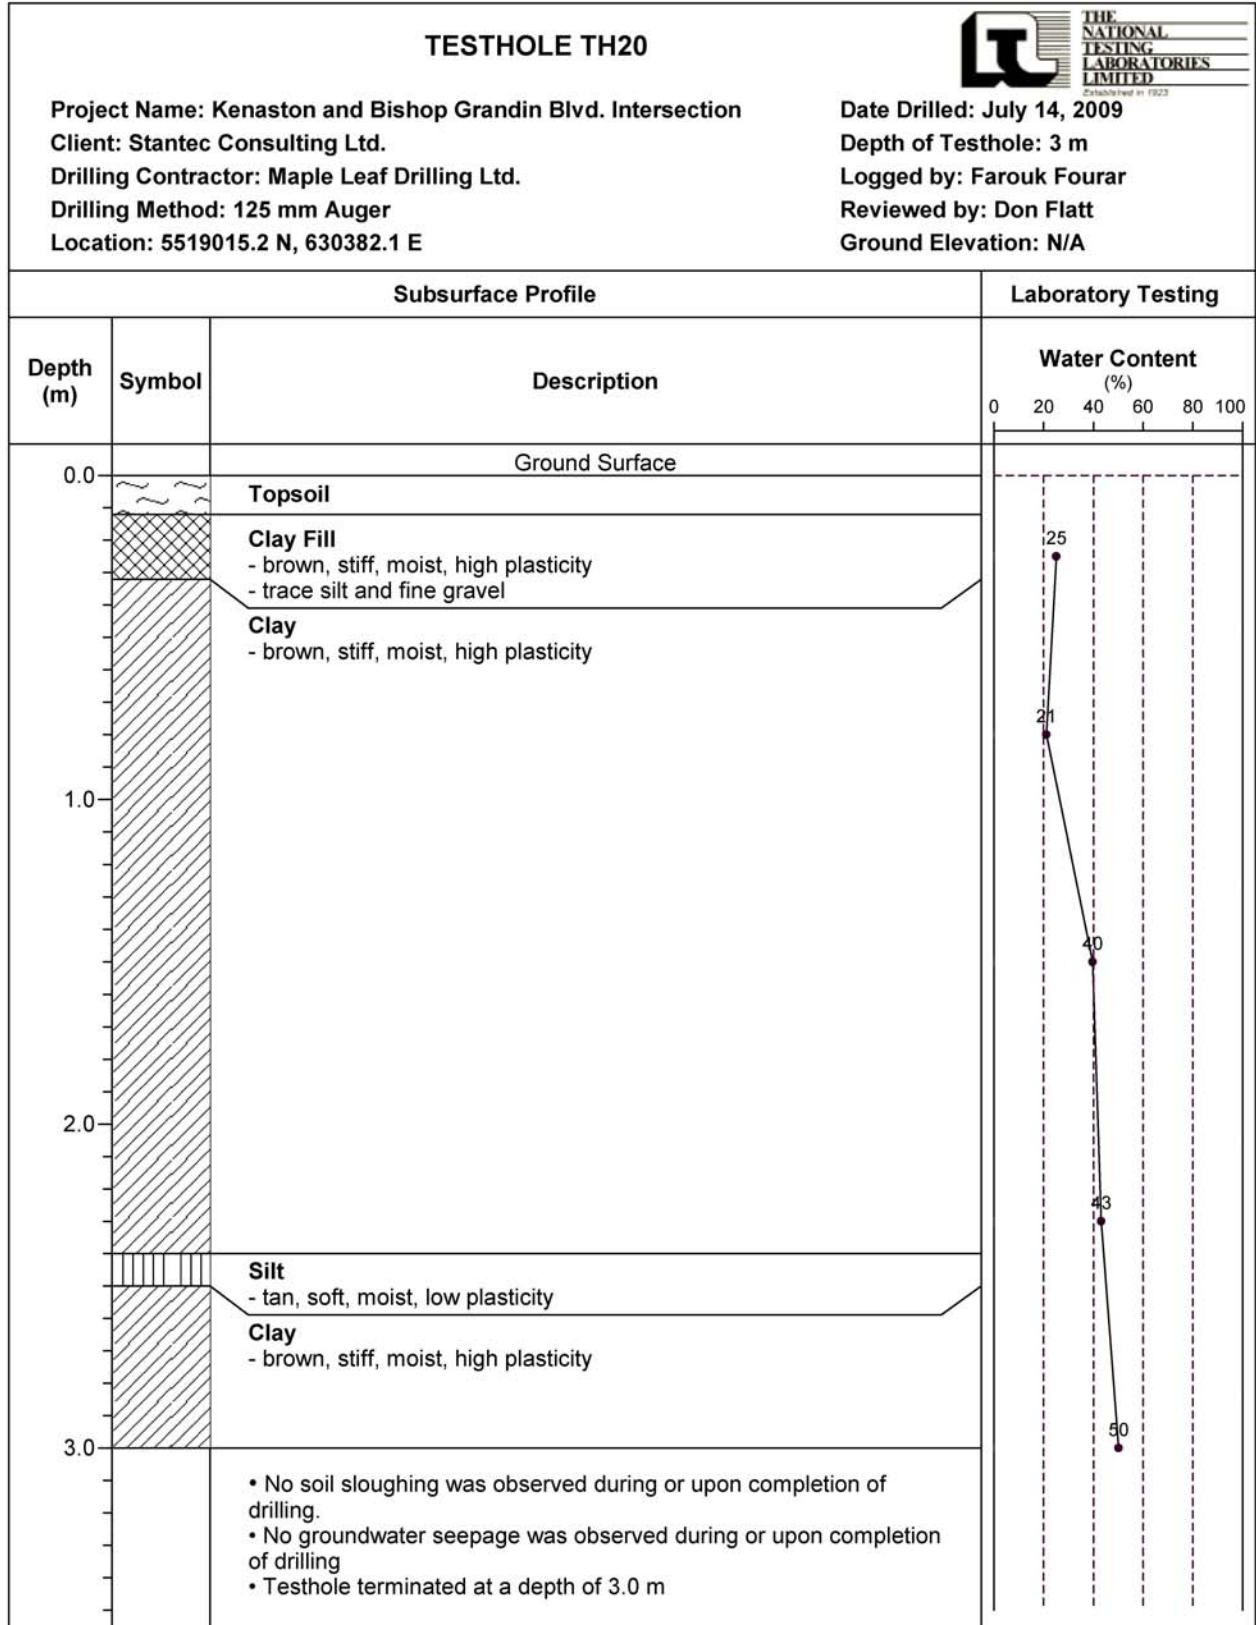 TESTHOLE TH20
THE
NATIONAL
TESTING
LABORATORIES
LIMITED
Established in 1923
Project Name: Kenaston and Bishop Grandin Blvd. Intersection
Client: Stantec Consulting Ltd.
Drilling Contractor: Maple Leaf Drilling Ltd.
Drilling Method: 125 mm Auger
Location: 5519015.2 N, 630382.1 E
Date Drilled: July 14, 2009
Depth of Testhole: 3 m
Logged by: Farouk Fourar
Reviewed by: Don Flatt
Ground Elevation: N/A
Subsurface Profile
Laboratory Testing
Depth
(m)
Symbol
Description
Water Content
(%)
0 20 40 60 80 100
Ground Surface
0.0
Topsoil
Clay Fill
- brown, stiff, moist, high plasticity
- trace silt and fine gravel
25
Clay
- brown, stiff, moist, high plasticity
21
1.0
40
2.0
43
Silt
- tan, soft, moist, low plasticity
Clay
- brown, stiff, moist, high plasticity
50
3.0
• No soil sloughing was observed during or upon completion of
drilling.
• No groundwater seepage was observed during or upon completion
of drilling
• Testhole terminated at a depth of 3.0 m